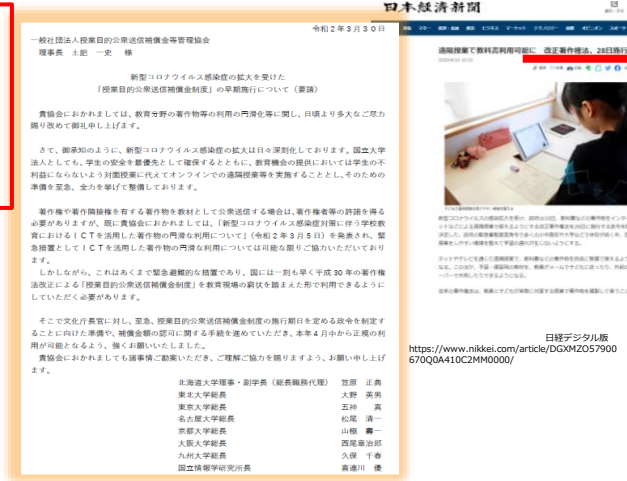 令和２年３月３０日
一般社団法人授業目的公衆送信補償金等管理協会
理事長 土肥 一史 様
新型コロナウイルス感染症の拡大を受けた
「授業目的公衆送信補償金制度」の早期施行について（要請）
貴協会におかれましては、教育分野の著作物等の利用の円滑化等に関し、日頃より多大なご尽力
賜り改めて御礼申し上げます。
さて、御承知のように、新型コロナウイルス感染症の拡大は日々深刻化しております。国立大学
法人としても、学生の安全を最優先として確保するとともに、教育機会の提供においては学生の不
利益にならないよう対面授業に代えてオンラインでの遠隔授業等を実施することとし、そのための
準備を至急、全力を挙げて整備しております。
著作権や著作隣接権を有する著作物を教材として公衆送信する場合は、著作権者等の許諾を得る
必要がありますが、既に貴協会におかれましては、「新型コロナウイルス感染症対策に伴う学校教
育におけるＩＣＴを活用した著作物の円滑な利用について」（令和２年３月５日）を発表され、緊
急措置としてＩＣＴを活用した著作物の円滑な利用については可能な限りご協力いただいており
ます。
しかしながら、これはあくまで緊急避難的な措置であり、国には一刻も早く平成 30 年の著作権
法改正による「授業目的公衆送信補償金制度」を教育現場の窮状を踏まえた形で利用できるように
していただく必要があります。
そこで文化庁長官に対し、至急、授業目的公衆送信補償金制度の施行期日を定める政令を制定す
ることに向けた準備や、補償金額の認可に関する手続を進めていただき、本年４月中から正規の利
用が可能となるよう、強くお願いいたしました。
貴協会におかれましても諸事情ご勘案いただき、ご理解ご協力を賜りますよう、お願い申し上げ
ます。
北海道大学理事・副学長（総長職務代理） 笠原 正典
東北大学総長 大野 英男
東京大学総長 五神 真
名古屋大学総長 松尾 清一
京都大学総長 山極 壽一
大阪大学総長 西尾章治郎
九州大学総長 久保 千春
国立情報学研究所長 喜連川 優
日本経済新聞
遠隔授業で教科書利用可能に 改正著作権法、28日施行
日経デジタル版
https://www.nikkei.com/article/DGXMZO57900
670Q0A410C2MM0000/